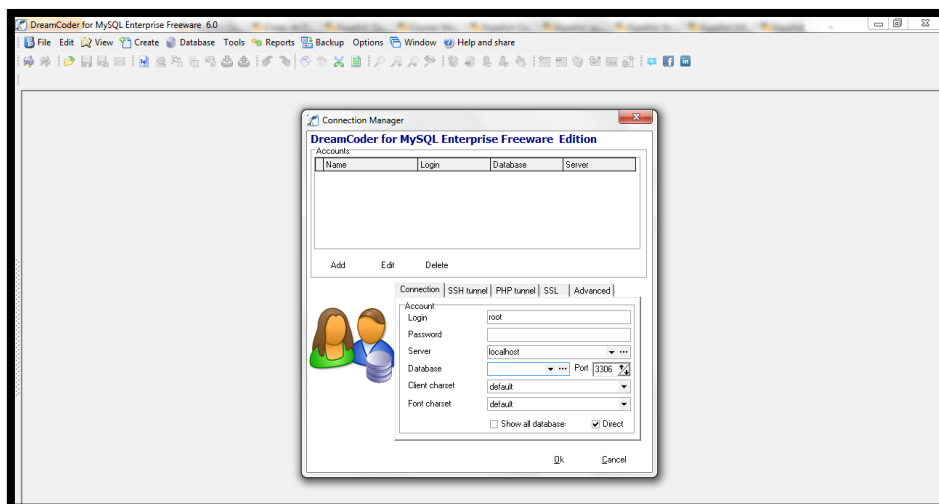 DreamCoder for MySQL Enterprise Freeware 6.0
File Edit View Create Database Tools Reports Backup Options Window Help and share
Connection Manager
DreamCoder for MySQL Enterprise Freeware Edition
Accounts
Name Login Database Server
Add Edit Delete
Connection SSH tunnel PHP tunnel SSL Advanced
Account
Login root
Password
Server localhost
Database Port 3306
Client charset default
Font charset default
Show all database: Direct
Ok Cancel